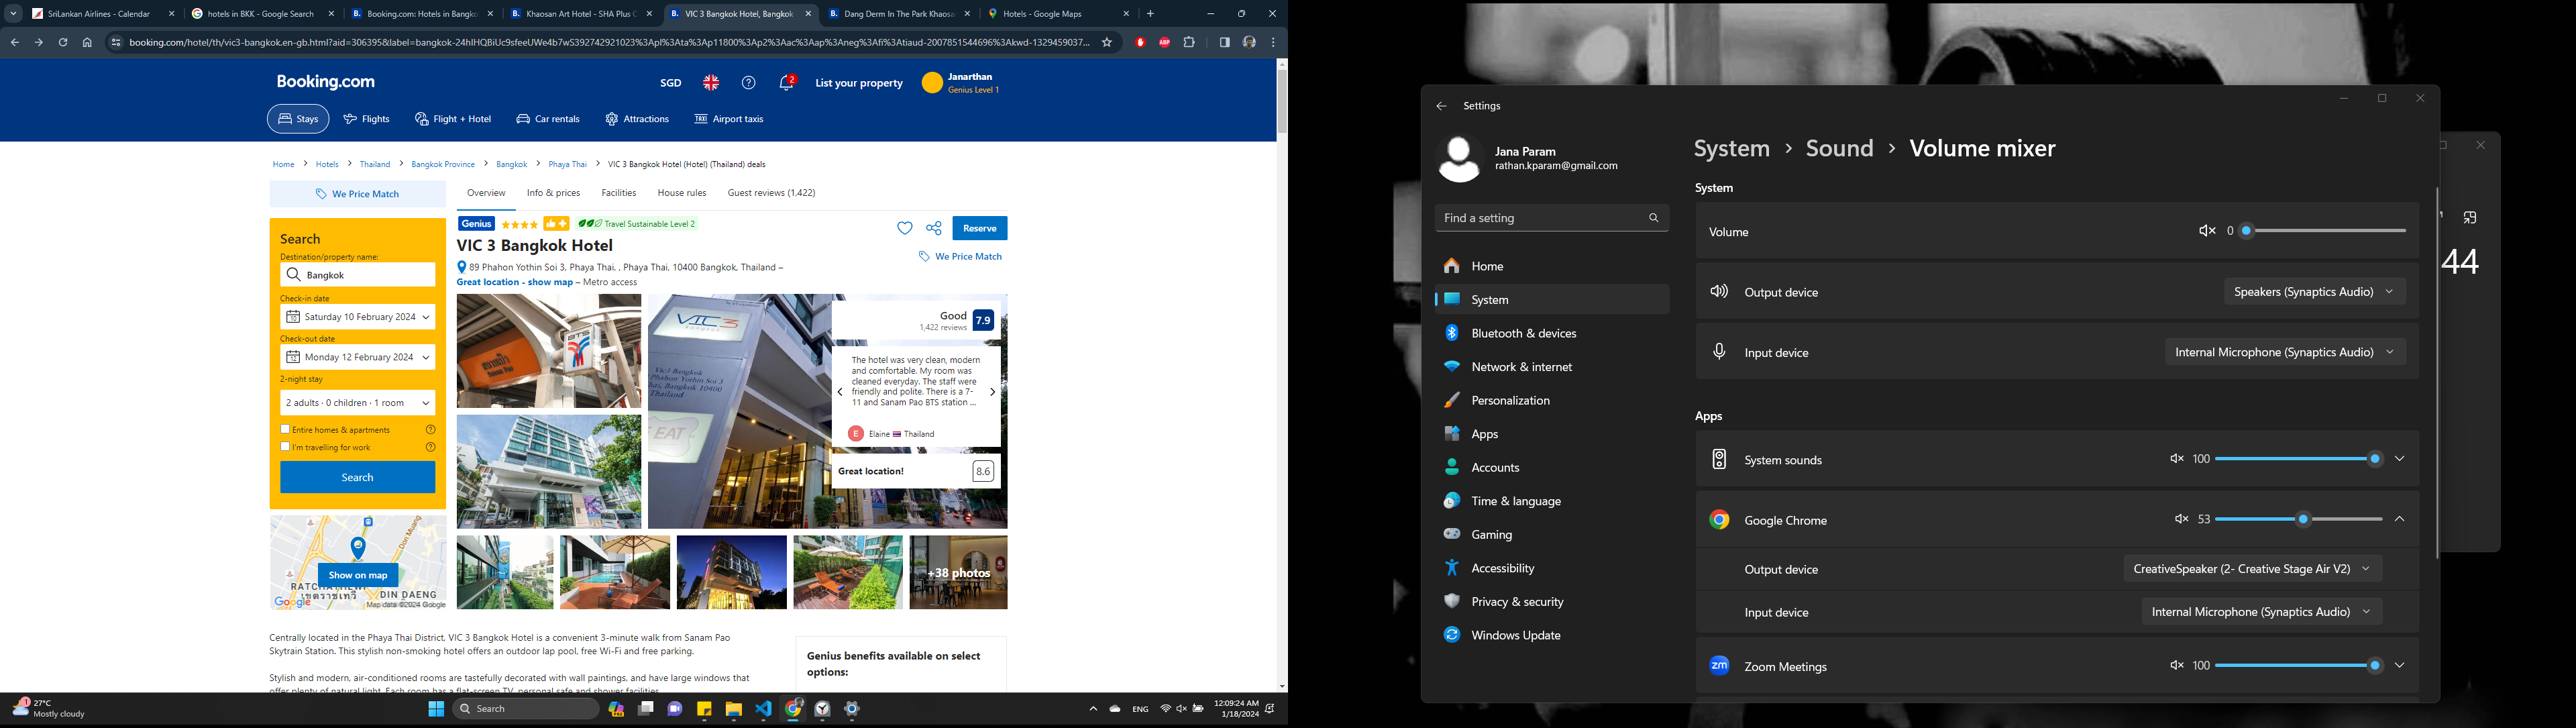 SriLankan Airlines - Calendar
hotels in BKK - Google Search
Booking.com: Hotels in Bangko
Khaosan Art Hotel - SHA Plus C
VIC 3 Bangkok Hotel, Bangkok
Dang Derm In The Park Khaosa
Hotels - Google Maps
booking.com/hotel/th/vic3-bangkok.en-gb.html?aid=306395&label=bangkok-24hIHQBiUc9sfeeUWe4b7wS392742921023%3Apl%3Ata%3Ap11800%3Ap2%3Aac%3Aap%3Aneg%3Afi%3Atiaud-2007851544696%3Akwd-1329459037...
Booking.com
SGD
2
List your property
Janarthan
Genius Level 1
Stays
Flights
Flight + Hotel
Car rentals
Attractions
Airport taxis
Home > Hotels > Thailand > Bangkok Province > Bangkok > Phaya Thai > VIC 3 Bangkok Hotel (Hotel) (Thailand) deals
We Price Match
Overview
Info & prices
Facilities
House rules
Guest reviews (1,422)
Search
Destination/property name:
Bangkok
Check-in date
Saturday 10 February 2024
Check-out date
Monday 12 February 2024
2-night stay
2 adults · 0 children · 1 room
Entire homes & apartments
I'm travelling for work
Search
Show on map
DIN DAENG
Google
Map data ©2024 Google
Genius
Travel Sustainable Level 2
Reserve
VIC 3 Bangkok Hotel
We Price Match
89 Phahon Yothin Soi 3, Phaya Thai, , Phaya Thai, 10400 Bangkok, Thailand –
Great location - show map – Metro access
BTS
Sanam Pao
VIC3
bangkok
EAT
Good
1,422 reviews
7.9
The hotel was very clean, modern
and comfortable. My room was
cleaned everyday. The staff were
friendly and polite. There is a 7-
11 and Sanam Pao BTS station ...
E
Elaine
Thailand
Great location!
8.6
+38 photos
Centrally located in the Phaya Thai District, VIC 3 Bangkok Hotel is a convenient 3-minute walk from Sanam Pao
Skytrain Station. This stylish non-smoking hotel offers an outdoor lap pool, free Wi-Fi and free parking.
Stylish and modern, air-conditioned rooms are tastefully decorated with wall paintings, and have large windows that
offer plenty of natural light. Each room has a flat-screen TV, personal safe and shower facilities.
Genius benefits available on select
options:
27°C
Mostly cloudy
Search
ENG
12:09:24 AM
1/18/2024
Settings
Jana Param
rathan.kparam@gmail.com
Find a setting
Home
System
Bluetooth & devices
Network & internet
Personalization
Apps
Accounts
Time & language
Gaming
Accessibility
Privacy & security
Windows Update
System > Sound > Volume mixer
System
Volume
0
Output device
Speakers (Synaptics Audio)
Input device
Internal Microphone (Synaptics Audio)
Apps
System sounds
100
Google Chrome
53
Output device
CreativeSpeaker (2- Creative Stage Air V2)
Input device
Internal Microphone (Synaptics Audio)
zm
Zoom Meetings
100
44